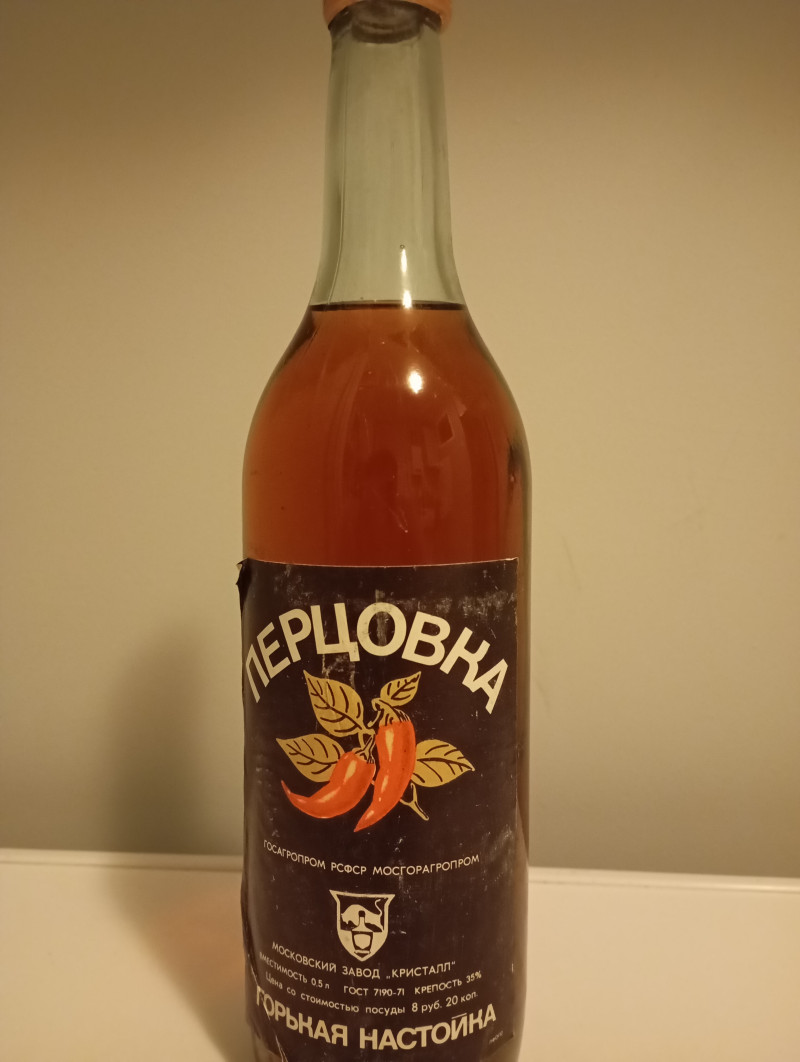 ПЕРЦОВКА
ГОСАГРОПРОМ РСФСР МОСГОРАГРОПРОМ
МОСКОВСКИЙ ЗАВОД „КРИСТАЛЛ"
ВМЕСТИМОСТЬ 0.5 л ГОСТ 7190-71 КРЕПОСТЬ 35%
Цена со стоимостью посуды 8 руб. 20 коп.
ГОРЬКАЯ НАСТОЙКА